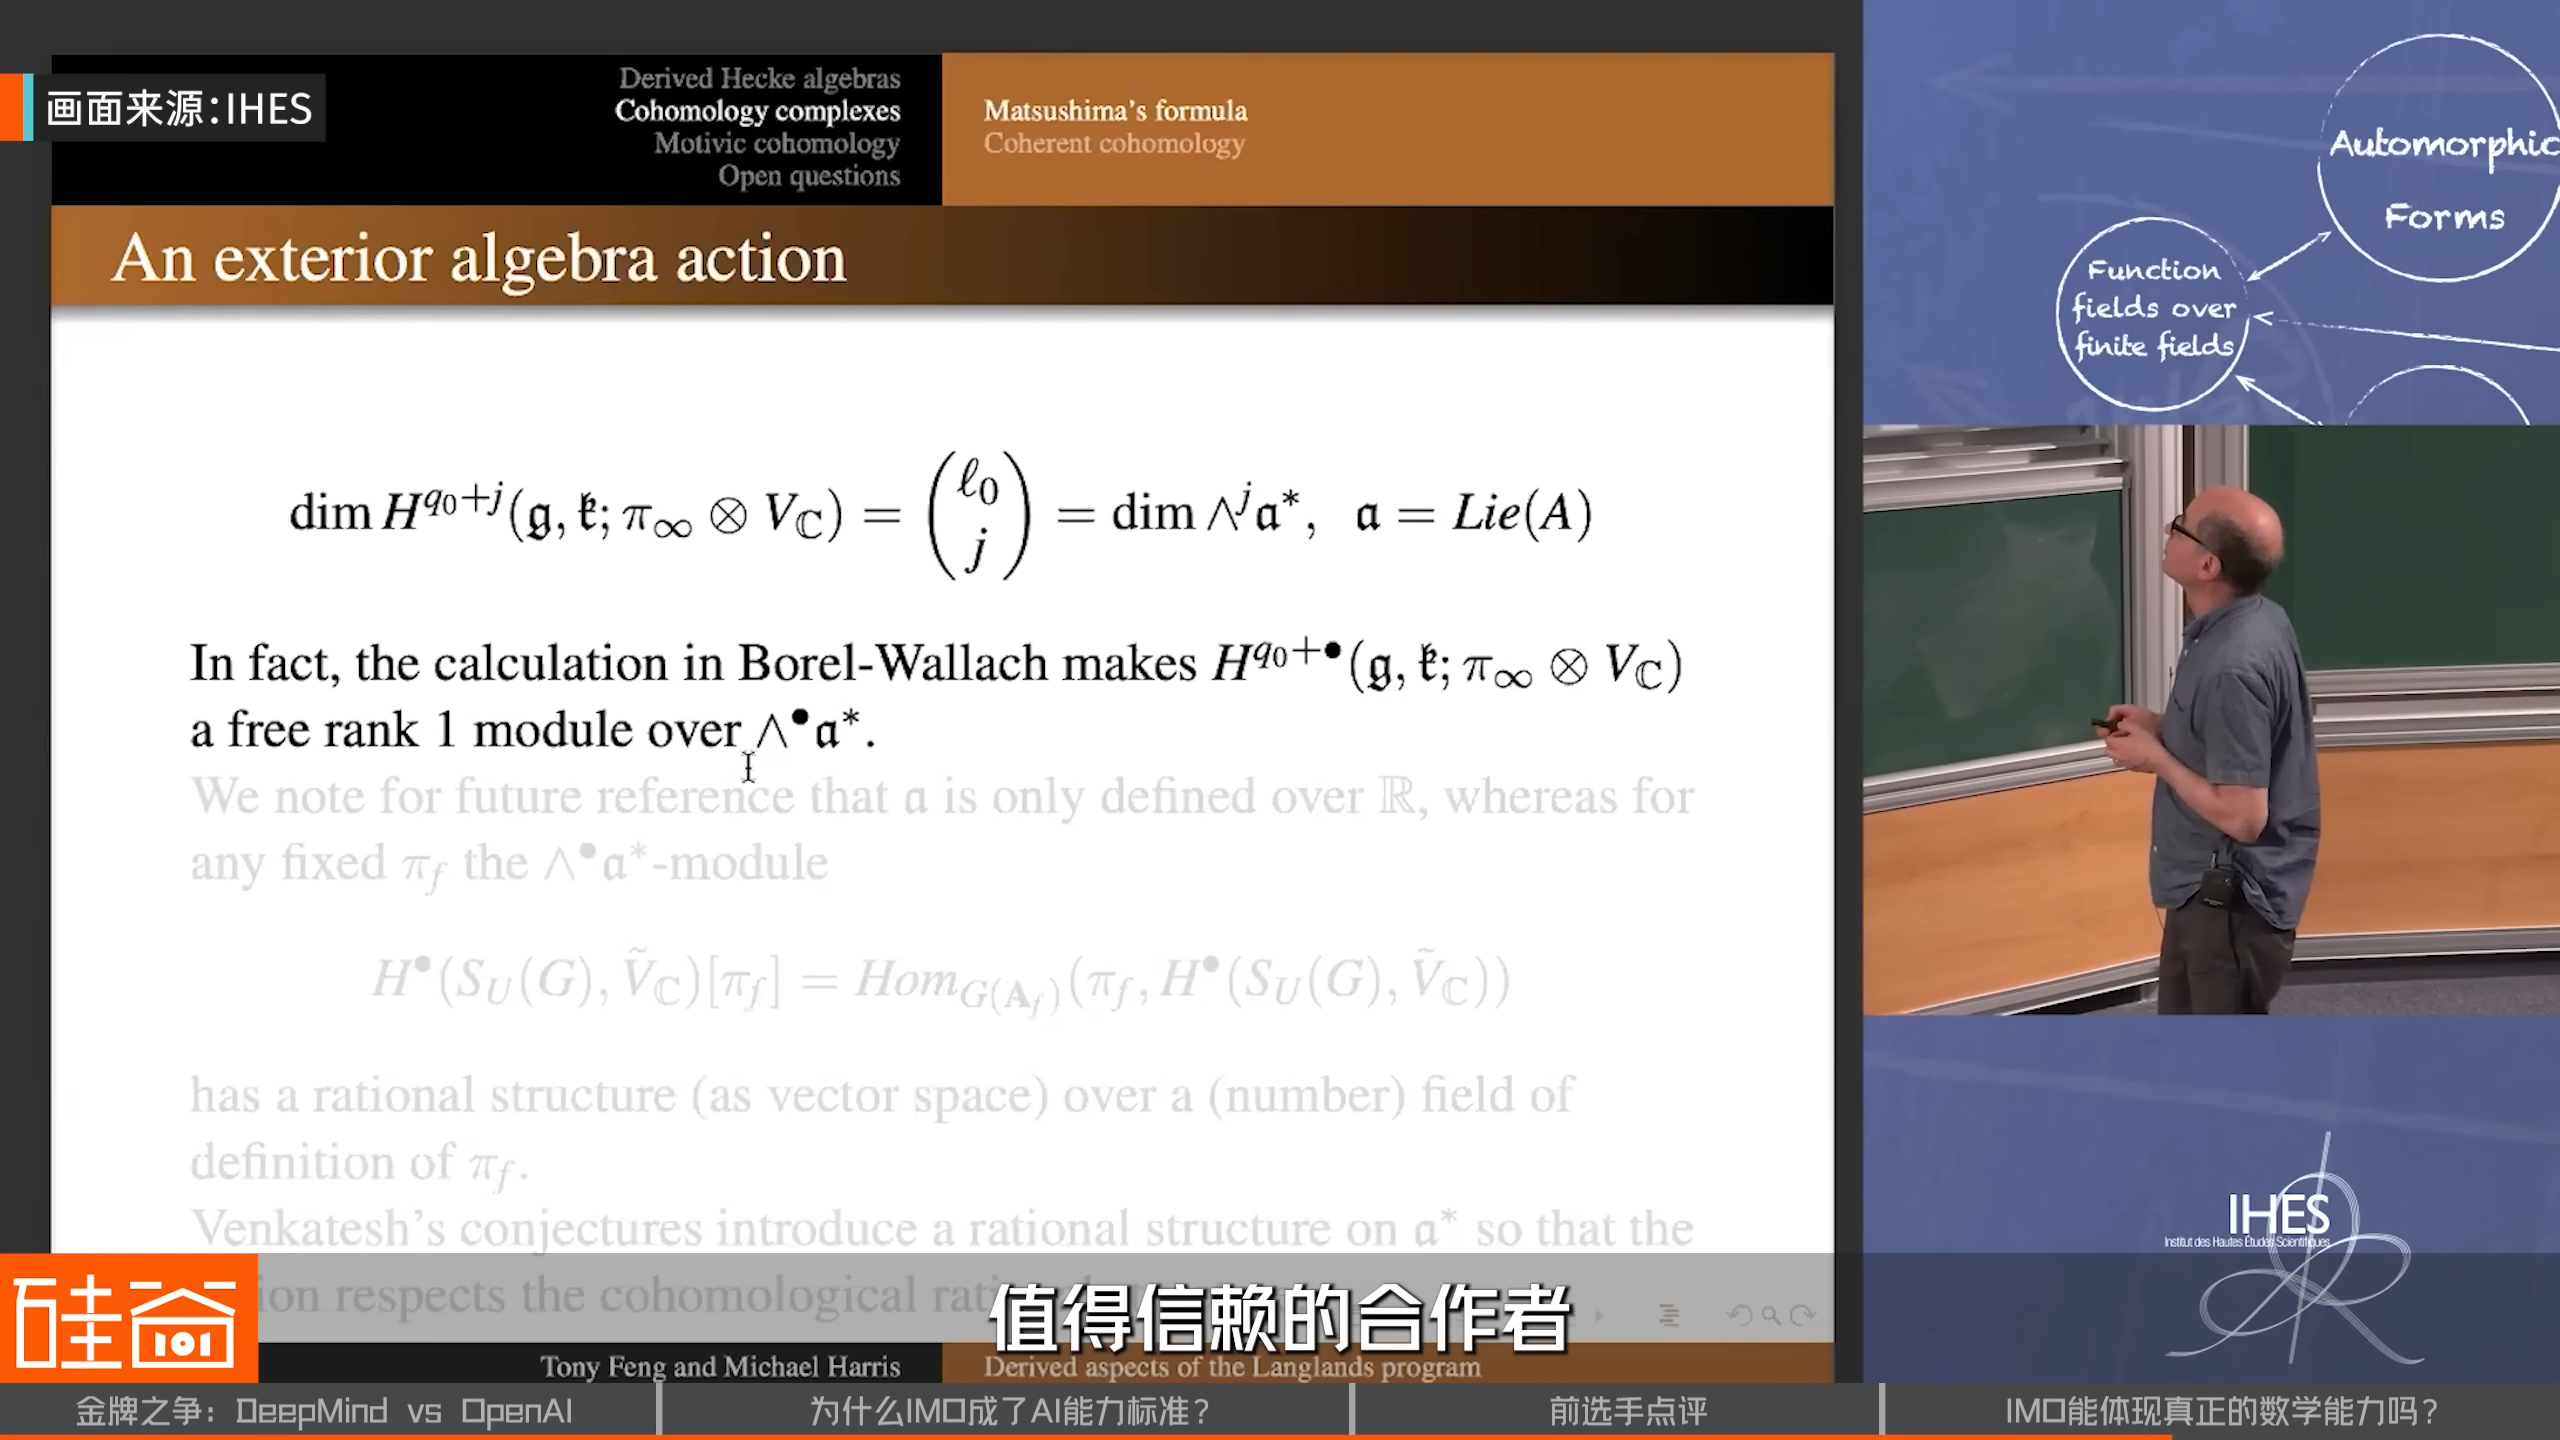 画面来源:IHES
Derived Hecke algebras
Cohomology complexes
Motivic cohomology
Open questions
Matsushima's formula
Coherent cohomology
An exterior algebra action
dim H^{q_0+j}(𝔤, 𝔨; π_∞ ⊗ V_ℂ) = (ℓ_0 j) = dim ∧^j 𝔞*, 𝔞 = Lie(A)
In fact, the calculation in Borel-Wallach makes H^{q_0+•}(𝔤, 𝔨; π_∞ ⊗ V_ℂ)
a free rank 1 module over ∧^•𝔞*.
We note for future reference that 𝔞 is only defined over ℝ, whereas for
any fixed π_f the ∧^•𝔞*-module
H^•(S_U(G), Ṽ_ℂ)[π_f] = Hom_{G(𝐀_f)}(π_f, H^•(S_U(G), Ṽ_ℂ))
has a rational structure (as vector space) over a (number) field of
definition of π_f.
Venkatesh's conjectures introduce a rational structure on 𝔞* so that the
respects the cohomological
值得信赖的合作者
Tony Feng and Michael Harris
Derived aspects of the Langlands program
Automorphic
Forms
Function
fields over
finite fields
IHES
Institut des Hautes Études Scientifiques
硅谷
101
金牌之争: DeepMind vs OpenAI
为什么IMO成了AI能力标准?
前选手点评
IMO能体现真正的数学能力吗?